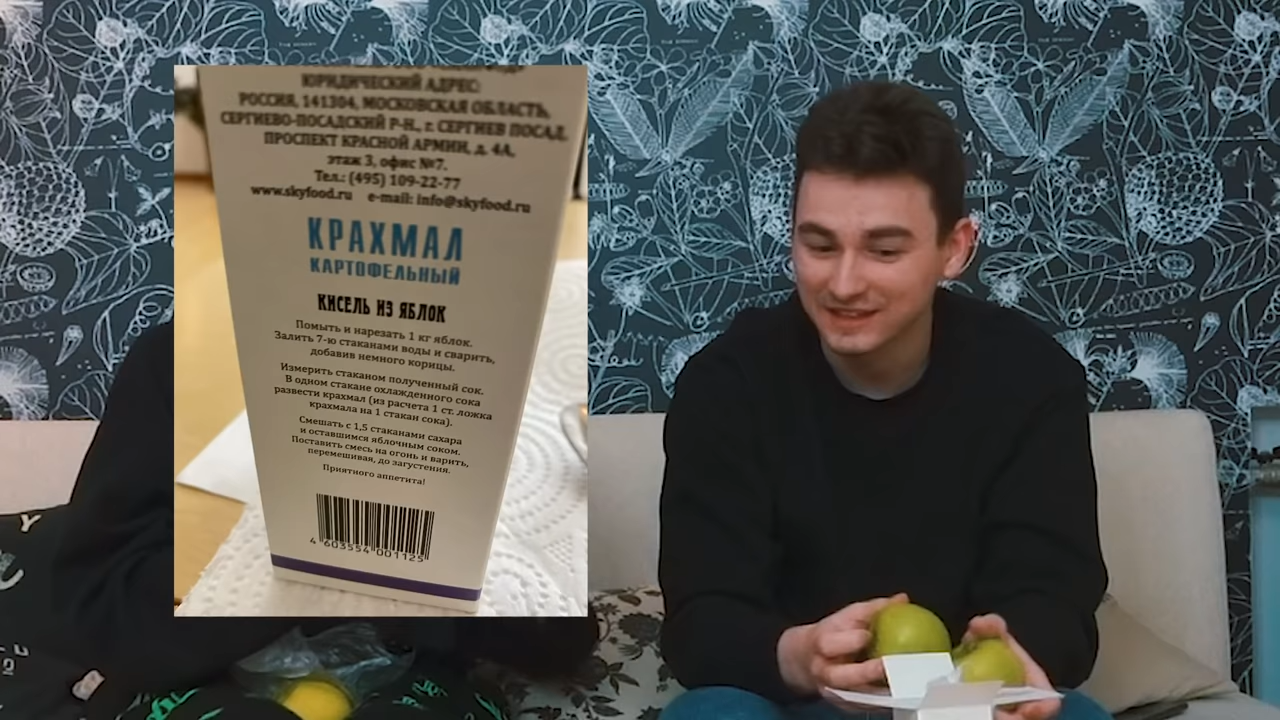 ЮРИДИЧЕСКИЙ АДРЕС:
РОССИЯ, 141304, МОСКОВСКАЯ ОБЛАСТЬ,
СЕРГИЕВО-ПОСАДСКИЙ Р-Н., г. СЕРГИЕВ ПОСАД,
ПРОСПЕКТ КРАСНОЙ АРМИИ, д. 4А,
этаж 3, офис №7.
Тел.: (495) 109-22-77
www.skyfood.ru e-mail: info@skyfood.ru
КРАХМАЛ
КАРТОФЕЛЬНЫЙ
КИСЕЛЬ ИЗ ЯБЛОК
Помыть и нарезать 1 кг яблок.
Залить 7-ю стаканами воды и сварить,
добавив немного корицы.
Измерить стаканом полученный сок.
В одном стакане охлажденного сока
развести крахмал (из расчета 1 ст. ложка
крахмала на 1 стакан сока).
Смешать с 1,5 стаканами сахара
и оставшимся яблочным соком.
Поставить смесь на огонь и варить,
перемешивая, до загустения.
Приятного аппетита!
4 603554 001125